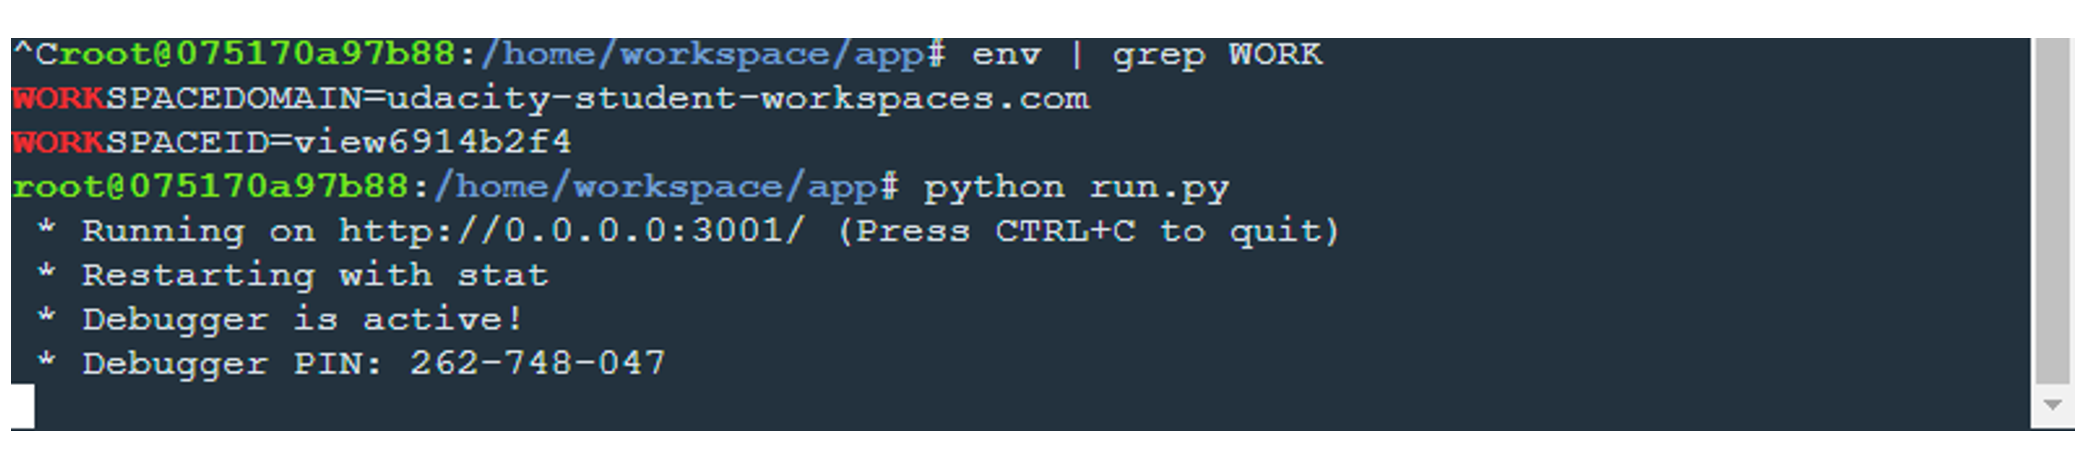 ^Croot@075170a97b88:/home/workspace/app# env | grep WORK
WORKSPACEDOMAIN=udacity-student-workspaces.com
WORKSPACEID=view6914b2f4
root@075170a97b88:/home/workspace/app# python run.py
 * Running on http://0.0.0.0:3001/ (Press CTRL+C to quit)
 * Restarting with stat
 * Debugger is active!
 * Debugger PIN: 262-748-047